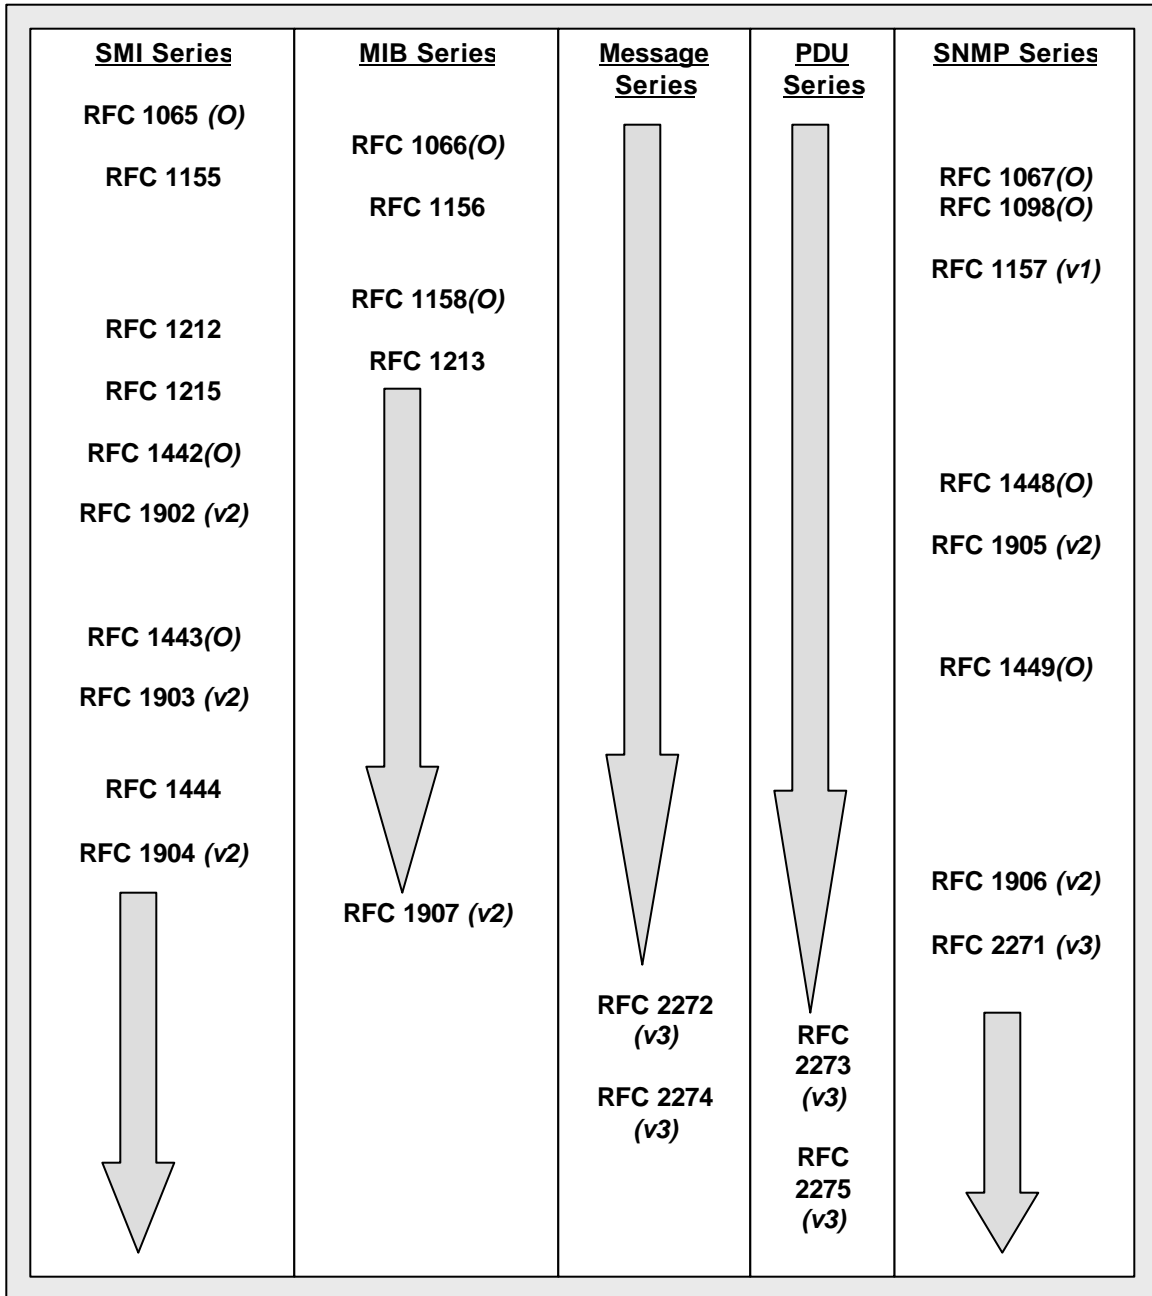 SMI Series
RFC 1065 (O)
RFC 1155
RFC 1212
RFC 1215
RFC 1442(O)
RFC 1902 (v2)
RFC 1443(O)
RFC 1903 (v2)
RFC 1444
RFC 1904 (v2)
MIB Series
RFC 1066(O)
RFC 1156
RFC 1158(O)
RFC 1213
RFC 1907 (v2)
Message
Series
RFC 2272
(v3)
RFC 2274
(v3)
PDU
Series
RFC
2273
(v3)
RFC
2275
(v3)
SNMP Series
RFC 1067(O)
RFC 1098(O)
RFC 1157 (v1)
RFC 1448(O)
RFC 1905 (v2)
RFC 1449(O)
RFC 1906 (v2)
RFC 2271 (v3)